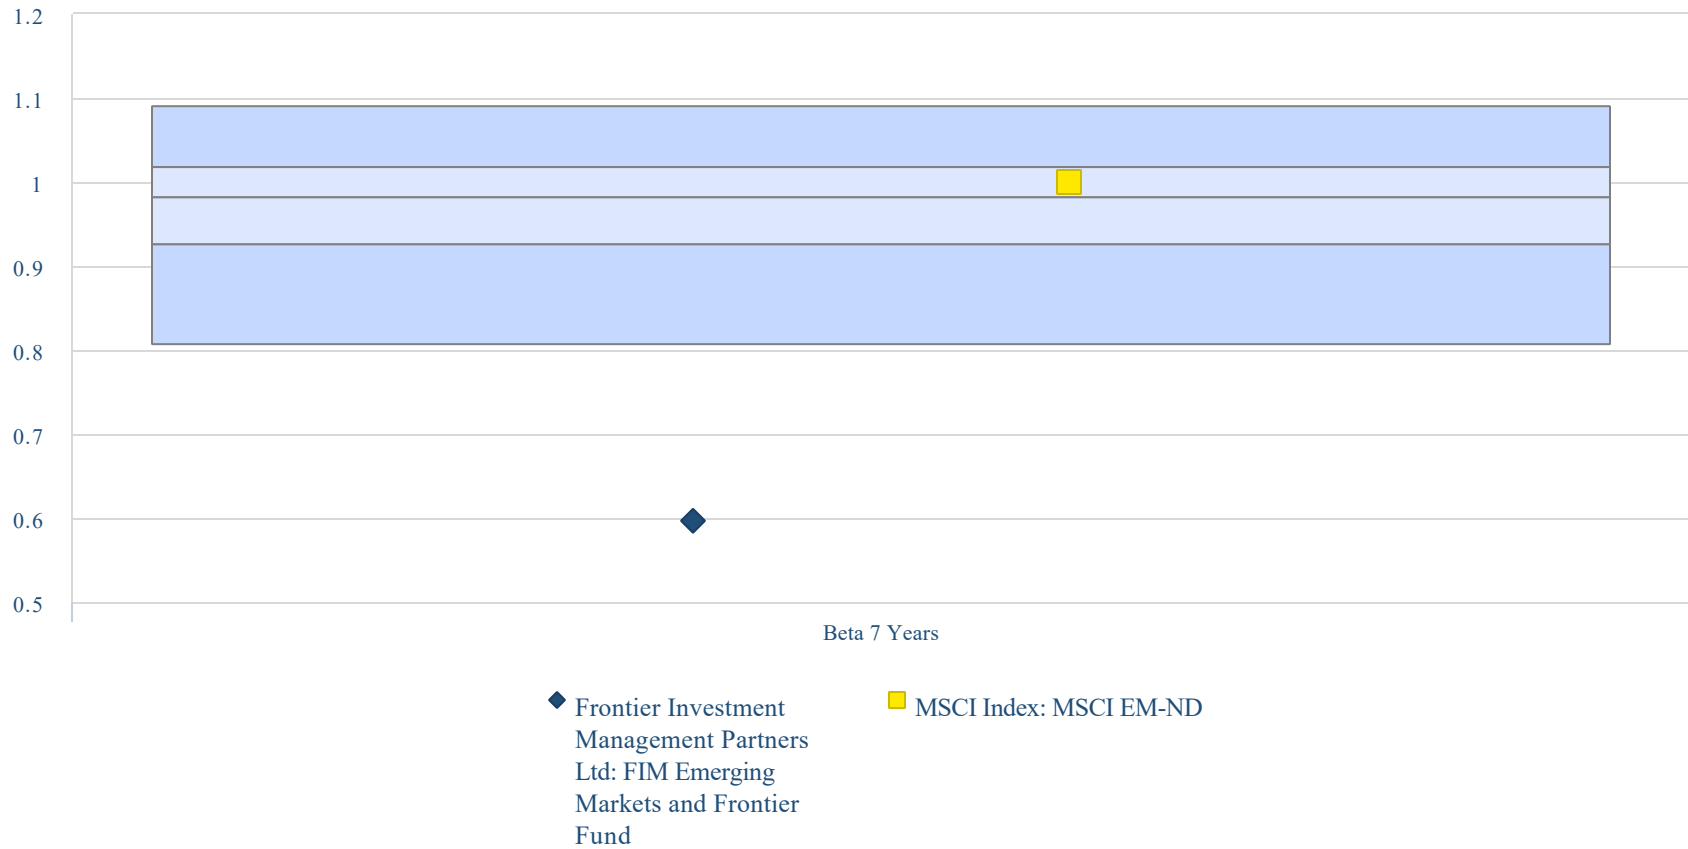 1.2
1.1
1
0.9
0.8
0.7
0.6
0.5
Beta 7 Years
Frontier Investment
Management Partners
Ltd: FIM Emerging
Markets and Frontier
Fund
MSCI Index: MSCI EM-ND